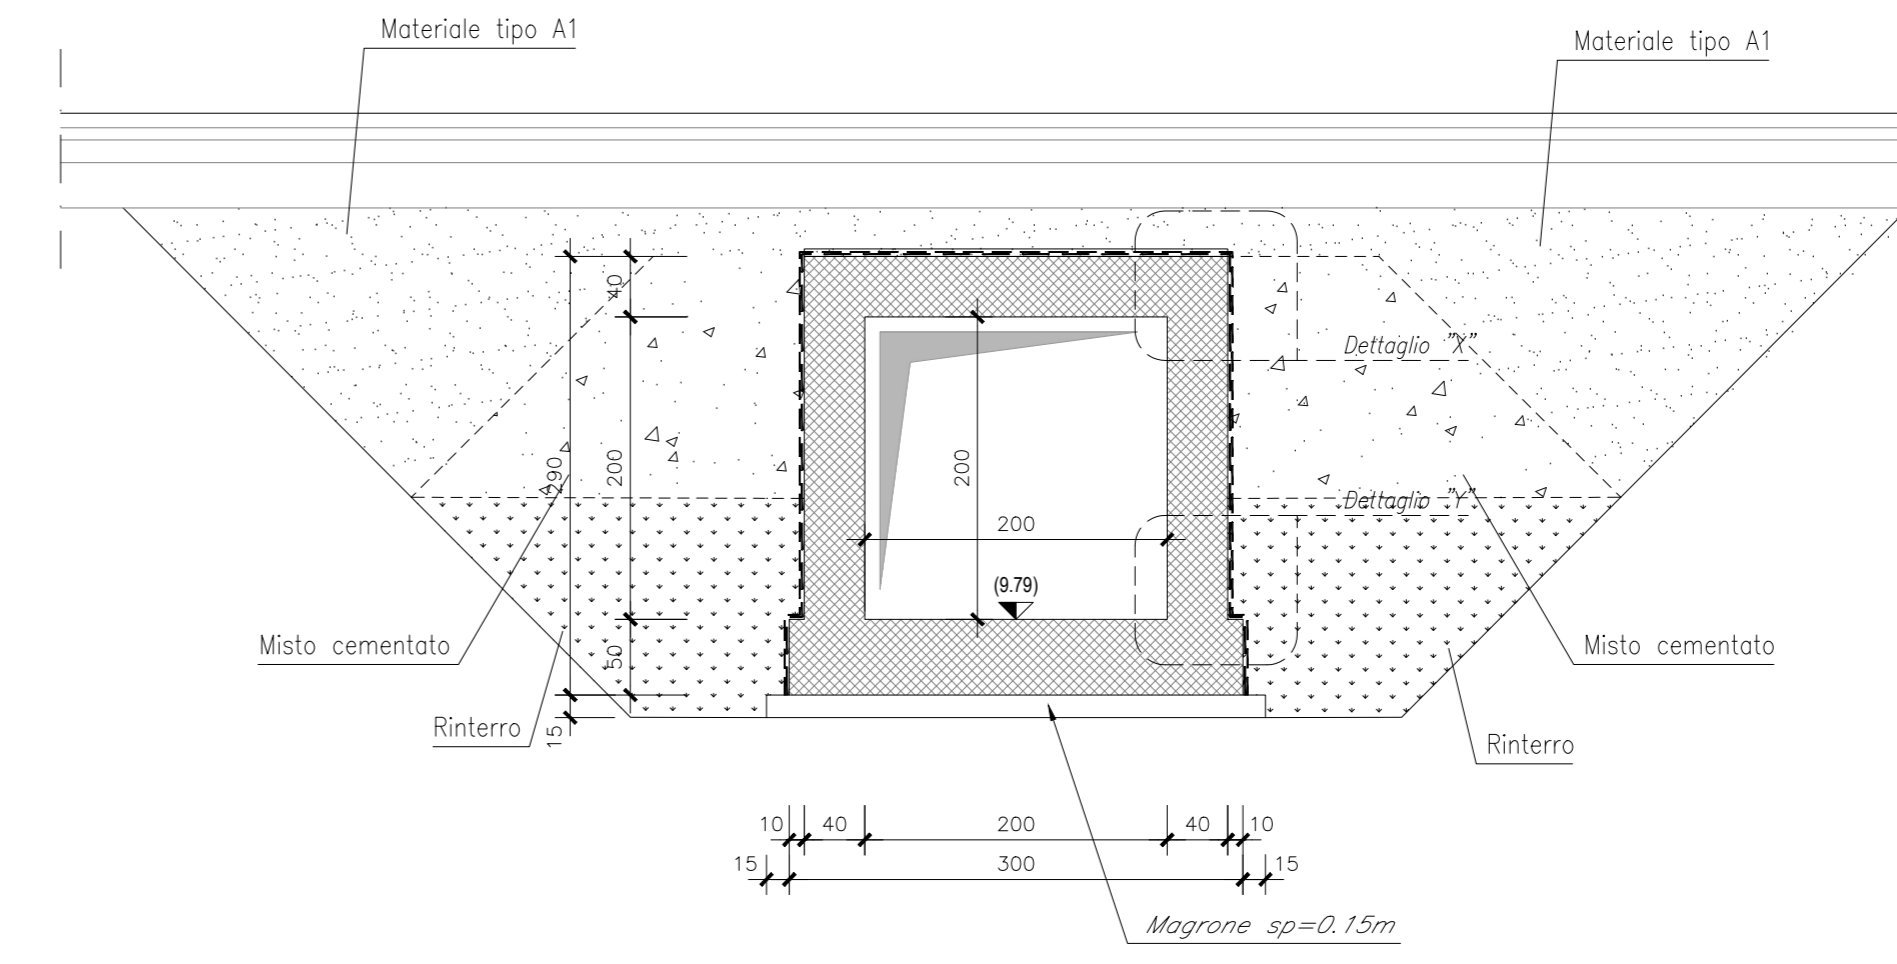 Materiale tipo A1
Materiale tipo A1
40
Dettaglio "X"
290
200
200
Dettaglio "Y"
200
(9.79)
Misto cementato
50
Misto cementato
Rinterro
15
Rinterro
10 40 200 40 10
15 300 15
Magrone sp=0.15m